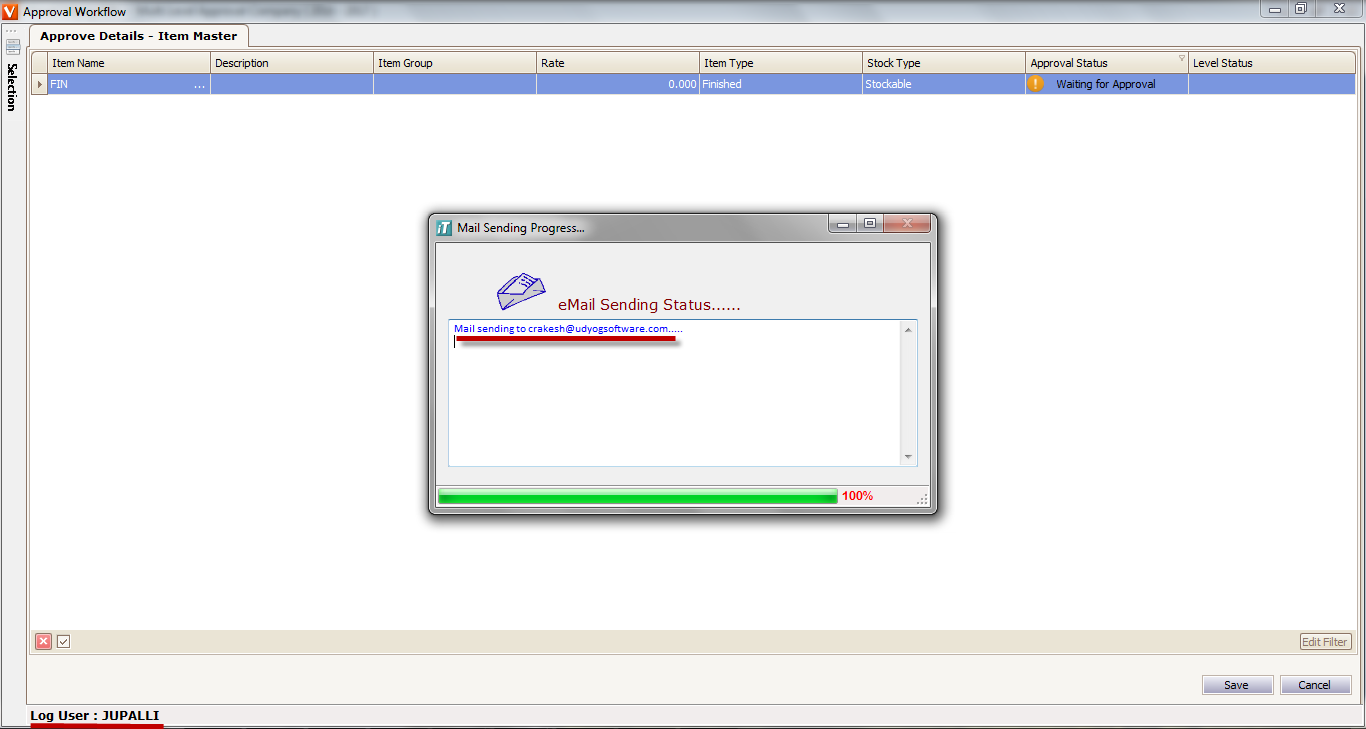 Approval Workflow
Selection
Approve Details - Item Master
Item Name Description Item Group Rate Item Type Stock Type Approval Status Level Status
FIN ... 0.000 Finished Stockable Waiting for Approval
iT Mail Sending Progress...
eMail Sending Status......
Mail sending to crakesh@udyogsoftware.com.....
100%
Edit Filter
Save Cancel
Log User : JUPALLI